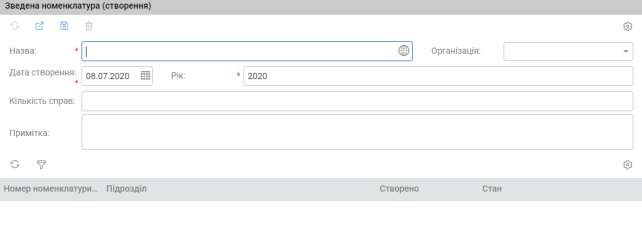 Зведена номенклатура (створення)
Назва: * Організація:
Дата створення: * 08.07.2020 Рік: * 2020
Кількість справ:
Примітка:
Номер номенклатури... Підрозділ Створено Стан